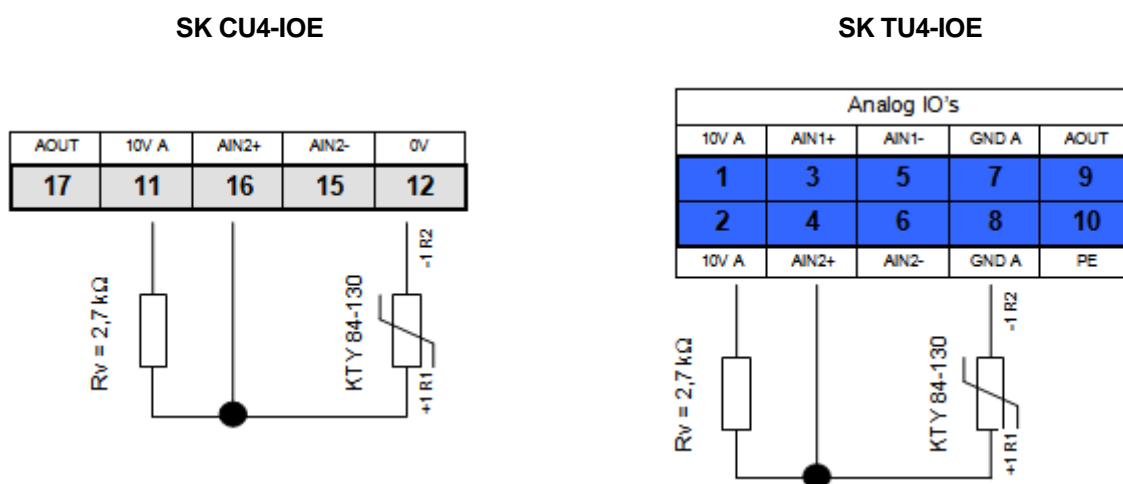 SK CU4-IOE
AOUT 10V A AIN2+ AIN2- 0V
17 11 16 15 12
Rv = 2,7 kΩ
KTY 84-130
-1 R2
+1 R1
SK TU4-IOE
Analog IO's
10V A AIN1+ AIN1- GND A AOUT
1 3 5 7 9
2 4 6 8 10
10V A AIN2+ AIN2- GND A PE
Rv = 2,7 kΩ
KTY 84-130
-1 R2
+1 R1